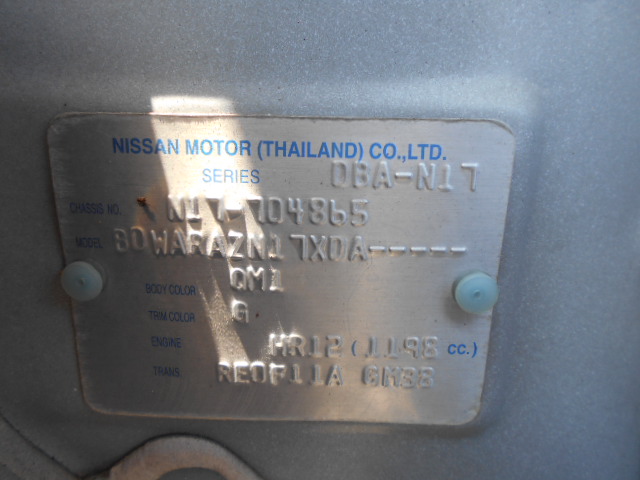 NISSAN MOTOR (THAILAND) CO.,LTD.
SERIES DBA-N17
CHASSIS NO. N17-704865
MODEL BDWARAZN17XDA-----
BODY COLOR QM1
TRIM COLOR G
ENGINE HR12 (1198 CC.)
TRANS. RE0F11A GM38